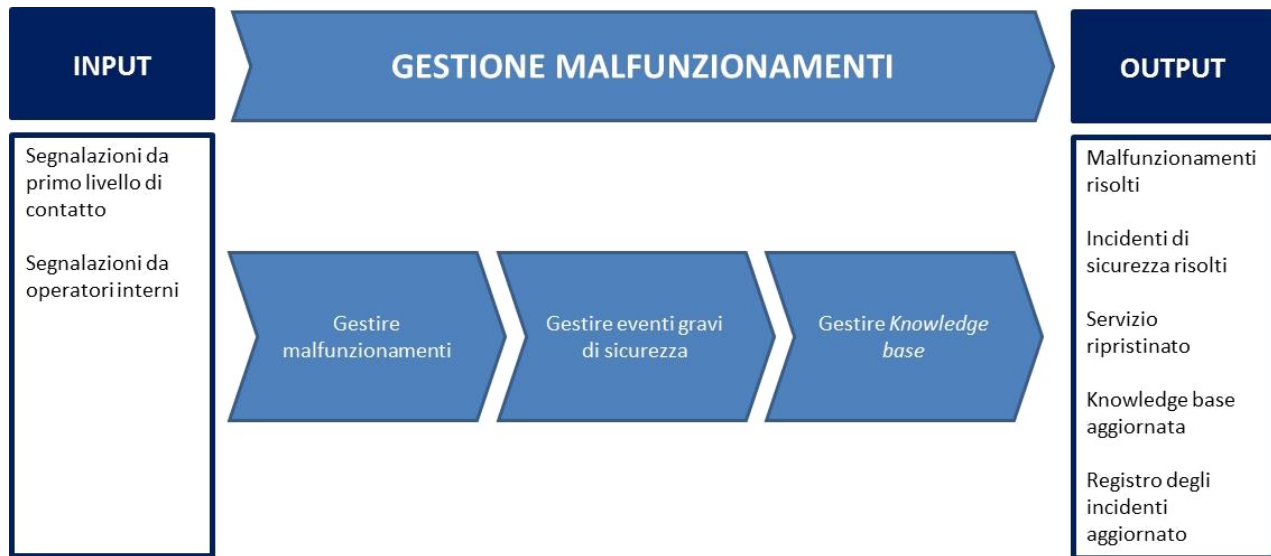 INPUT
GESTIONE MALFUNZIONAMENTI
OUTPUT
Segnalazioni da
primo livello di
contatto
Segnalazioni da
operatori interni
Gestire
malfunzionamenti
Gestire eventi gravi
di sicurezza
Gestire Knowledge
base
Malfunzionamenti
risolti
Incidenti di
sicurezza risolti
Servizio
ripristinato
Knowledge base
aggiornata
Registro degli
incidenti
aggiornato